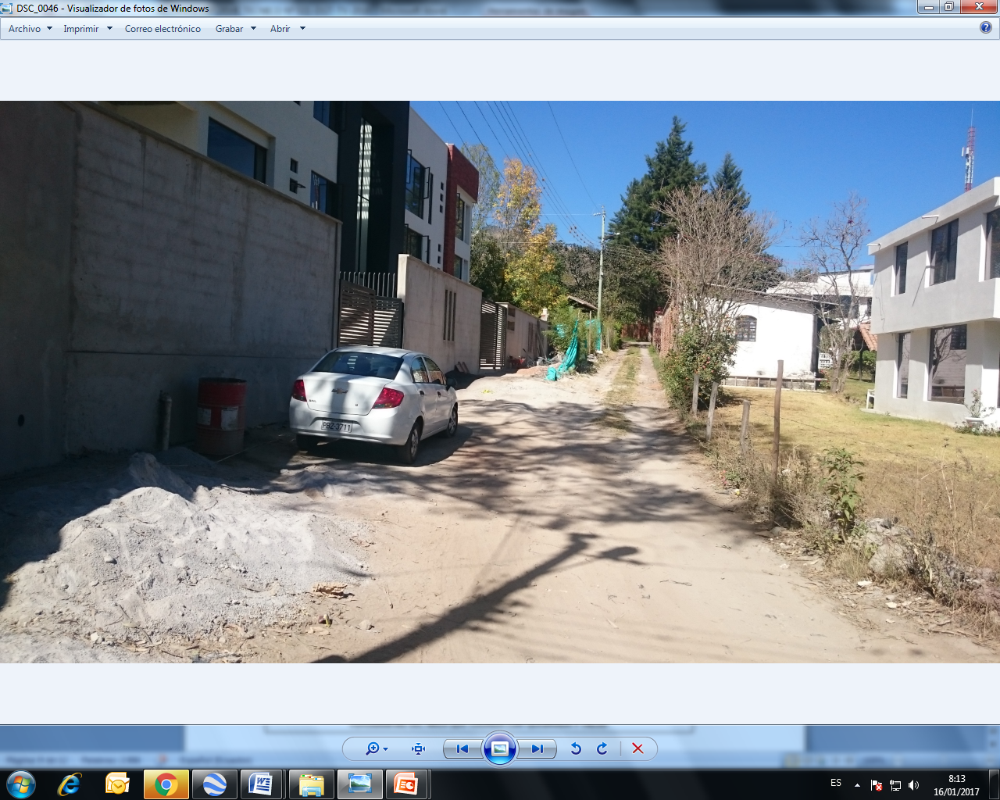 DSC_0046 - Visualizador de fotos de Windows
Archivo Imprimir Correo electrónico Grabar Abrir
PBZ-3711
ES
8:13
16/01/2017